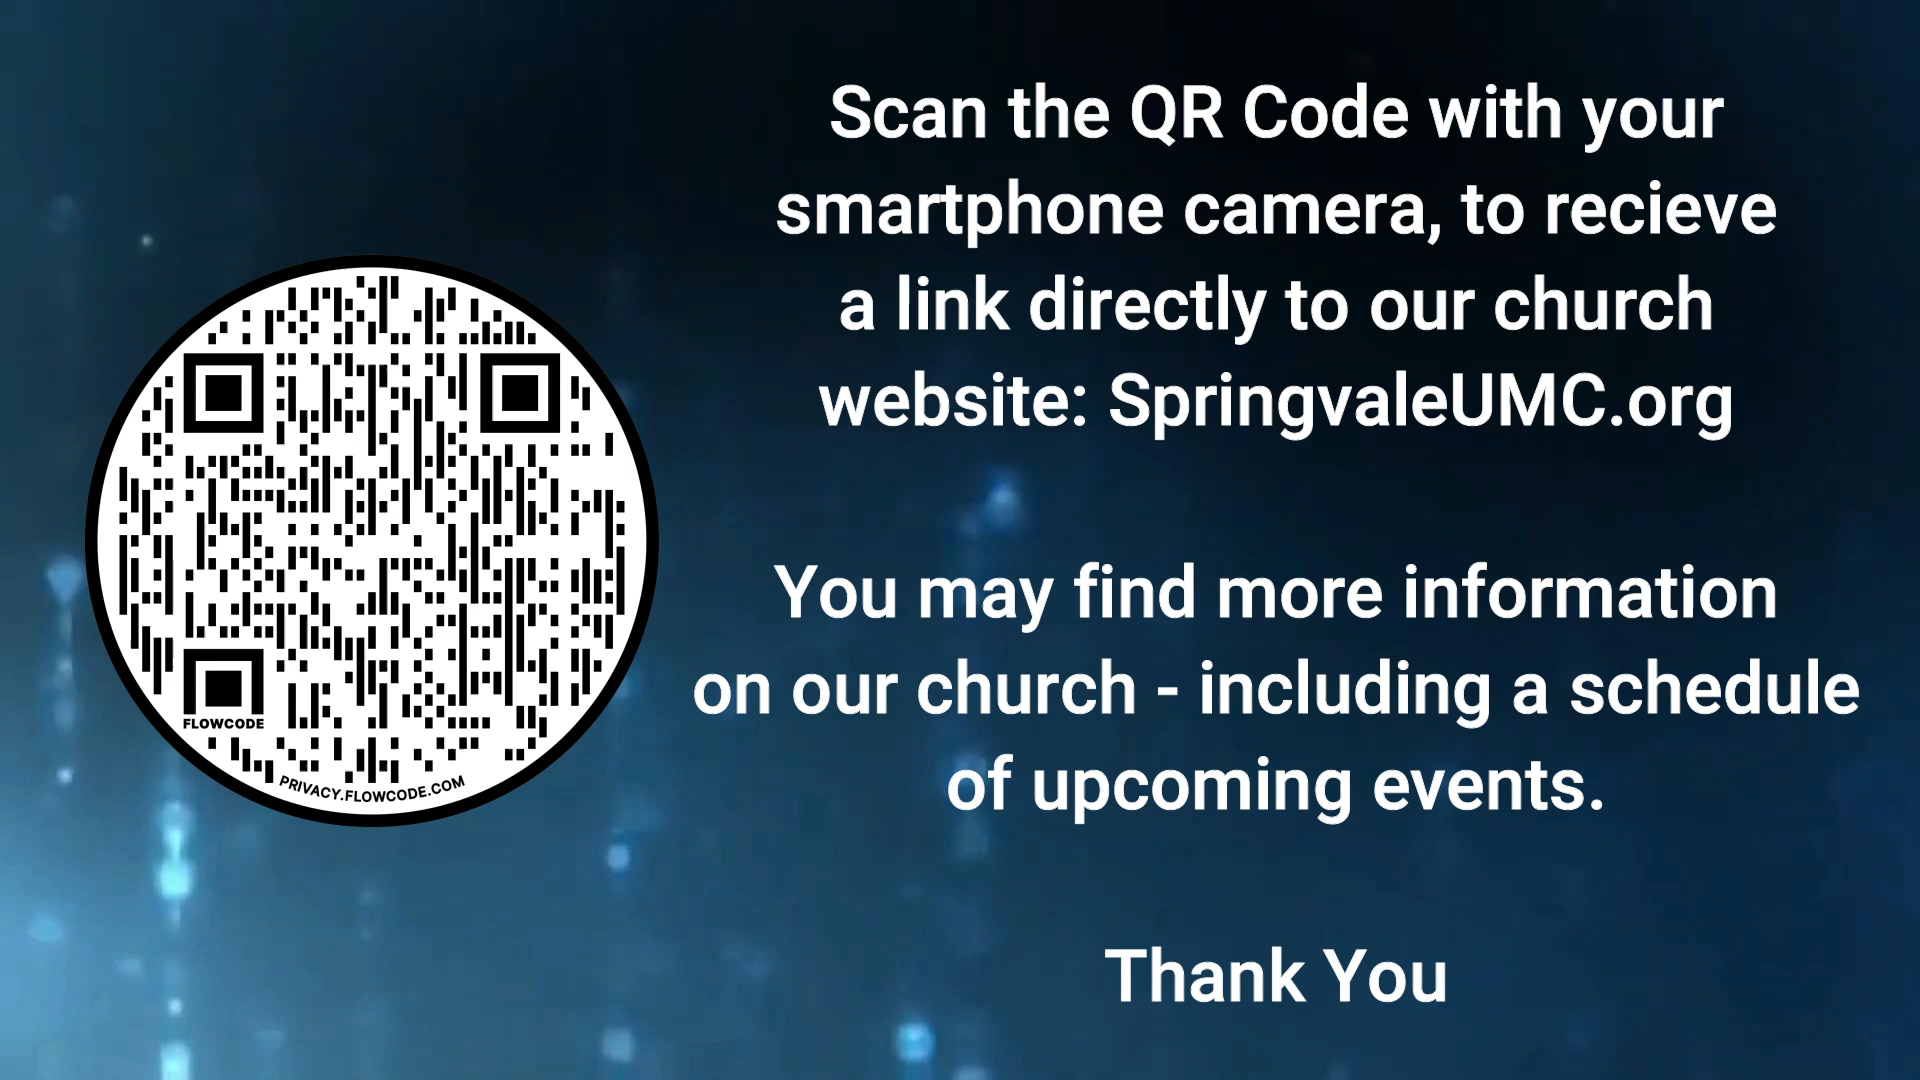 Scan the QR Code with your
smartphone camera, to recieve
a link directly to our church
website: SpringvaleUMC.org
You may find more information
on our church - including a schedule
of upcoming events.
Thank You
FLOWCODE
PRIVACY.FLOWCODE.COM